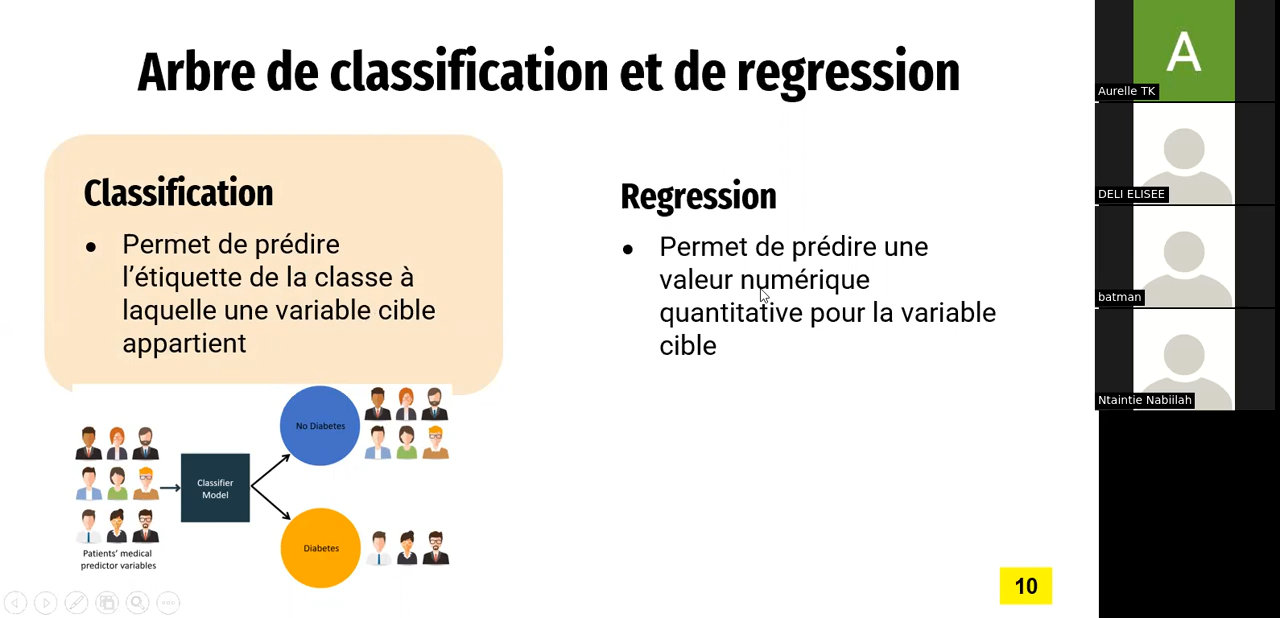 Arbre de classification et de regression
Classification
● Permet de prédire
l’étiquette de la classe à
laquelle une variable cible
appartient
Regression
● Permet de prédire une
valeur numérique
quantitative pour la variable
cible
Patients’ medical
predictor variables
Classifier
Model
No Diabetes
Diabetes
10
A
Aurelle TK
DELI ELISEE
batman
Ntaintie Nabiilah